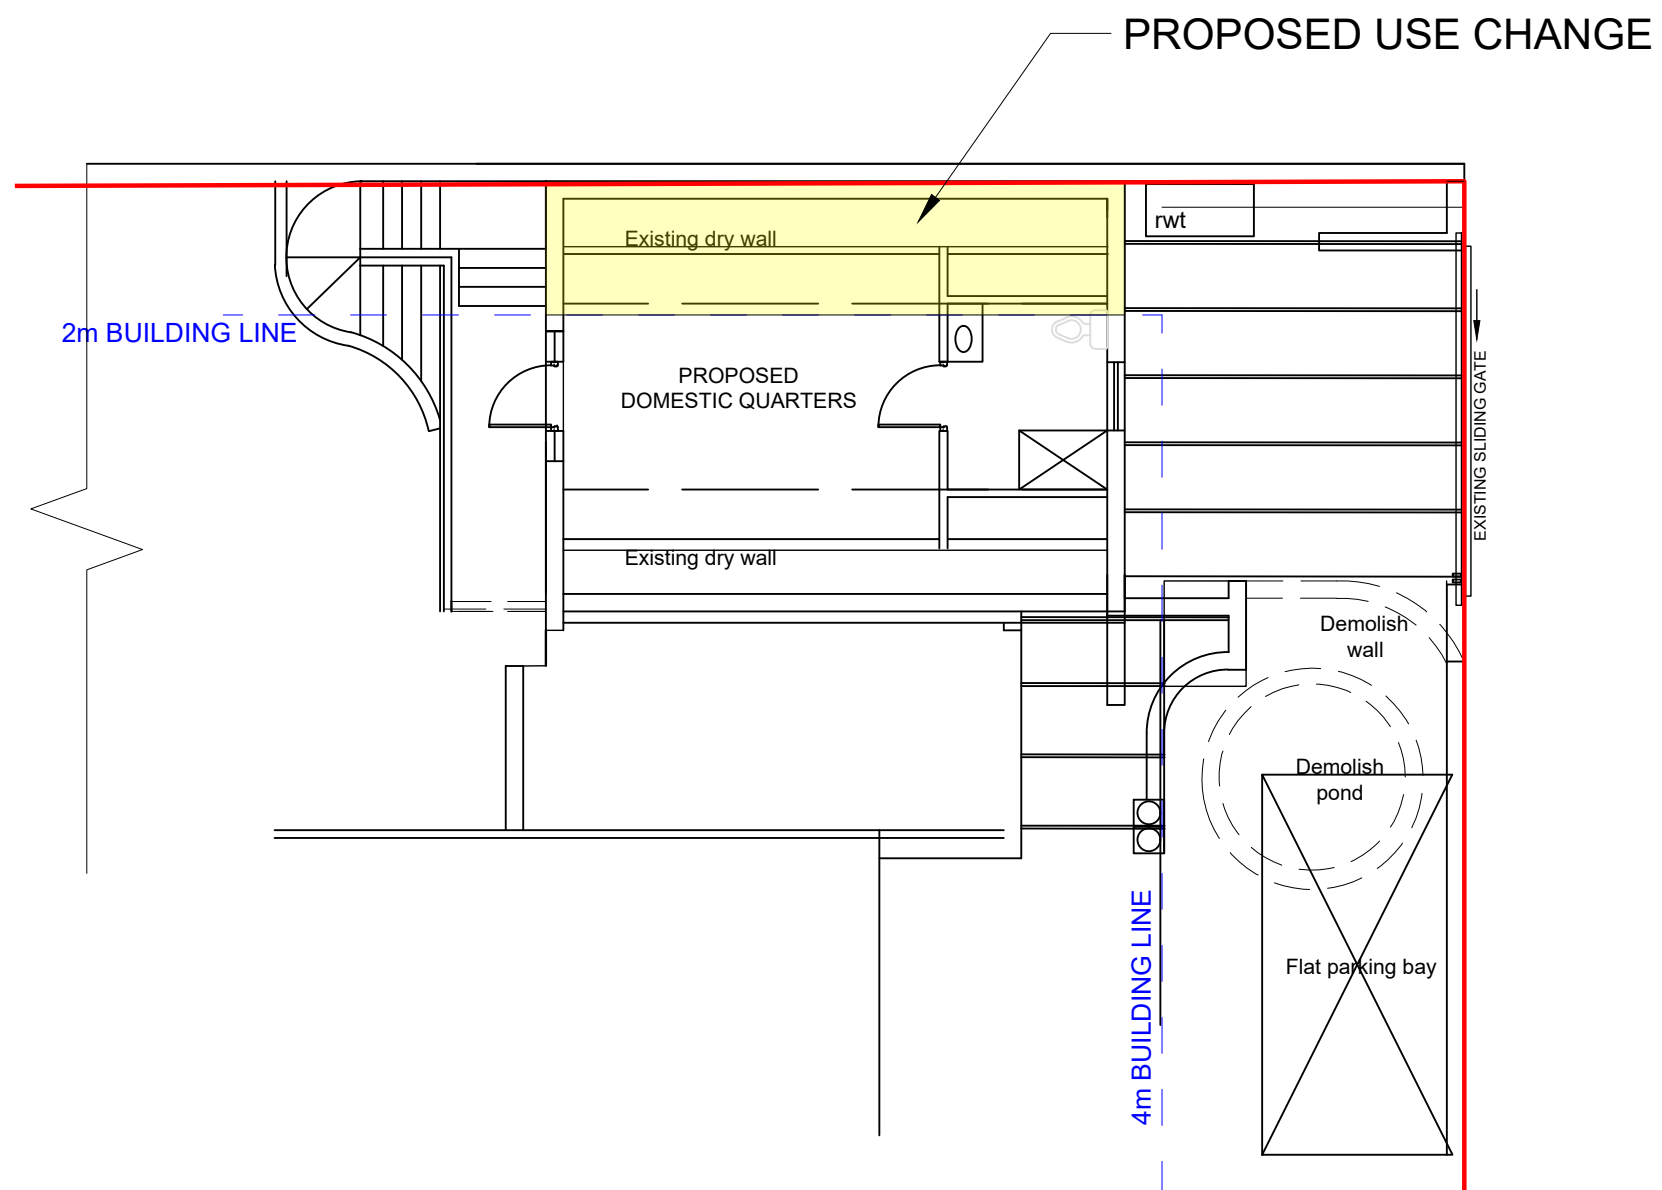 PROPOSED USE CHANGE
rwt
Existing dry wall
2m BUILDING LINE
PROPOSED
DOMESTIC QUARTERS
EXISTING SLIDING GATE
Existing dry wall
Demolish
wall
Demolish
pond
4m BUILDING LINE
Flat parking bay